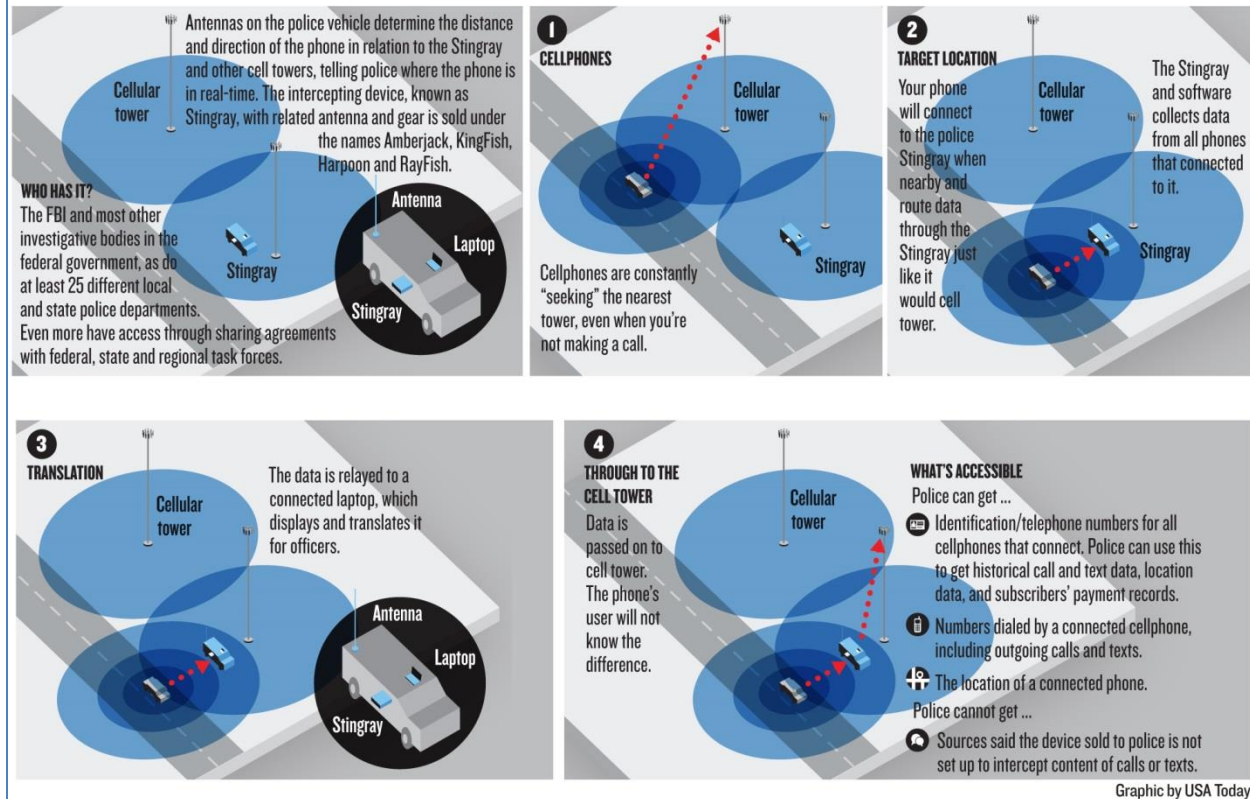 Antennas on the police vehicle determine the distance
and direction of the phone in relation to the Stingray
and other cell towers, telling police where the phone is
in real-time. The intercepting device, known as
Stingray, with related antenna and gear is sold under
the names Amberjack, KingFish,
Harpoon and RayFish.
Cellular
tower
WHO HAS IT?
The FBI and most other
investigative bodies in the
federal government, as do
at least 25 different local
and state police departments.
Even more have access through sharing agreements
with federal, state and regional task forces.
Stingray
Antenna
Laptop
Stingray
1
CELLPHONES
Cellular
tower
Stingray
Cellphones are constantly
“seeking” the nearest
tower, even when you’re
not making a call.
2
TARGET LOCATION
Your phone
will connect
to the police
Stingray when
nearby and
route data
through the
Stingray just
like it
would cell
tower.
Cellular
tower
The Stingray
and software
collects data
from all phones
that connected
to it.
Stingray
3
TRANSLATION
Cellular
tower
The data is relayed to a
connected laptop, which
displays and translates it
for officers.
Antenna
Laptop
Stingray
4
THROUGH TO THE
CELL TOWER
Data is
passed on to
cell tower.
The phone’s
user will not
know the
difference.
Cellular
tower
WHAT’S ACCESSIBLE
Police can get ...
Identification/telephone numbers for all
cellphones that connect. Police can use this
to get historical call and text data, location
data, and subscribers’ payment records.
Numbers dialed by a connected cellphone,
including outgoing calls and texts.
The location of a connected phone.
Police cannot get ...
Sources said the device sold to police is not
set up to intercept content of calls or texts.
Graphic by USA Today